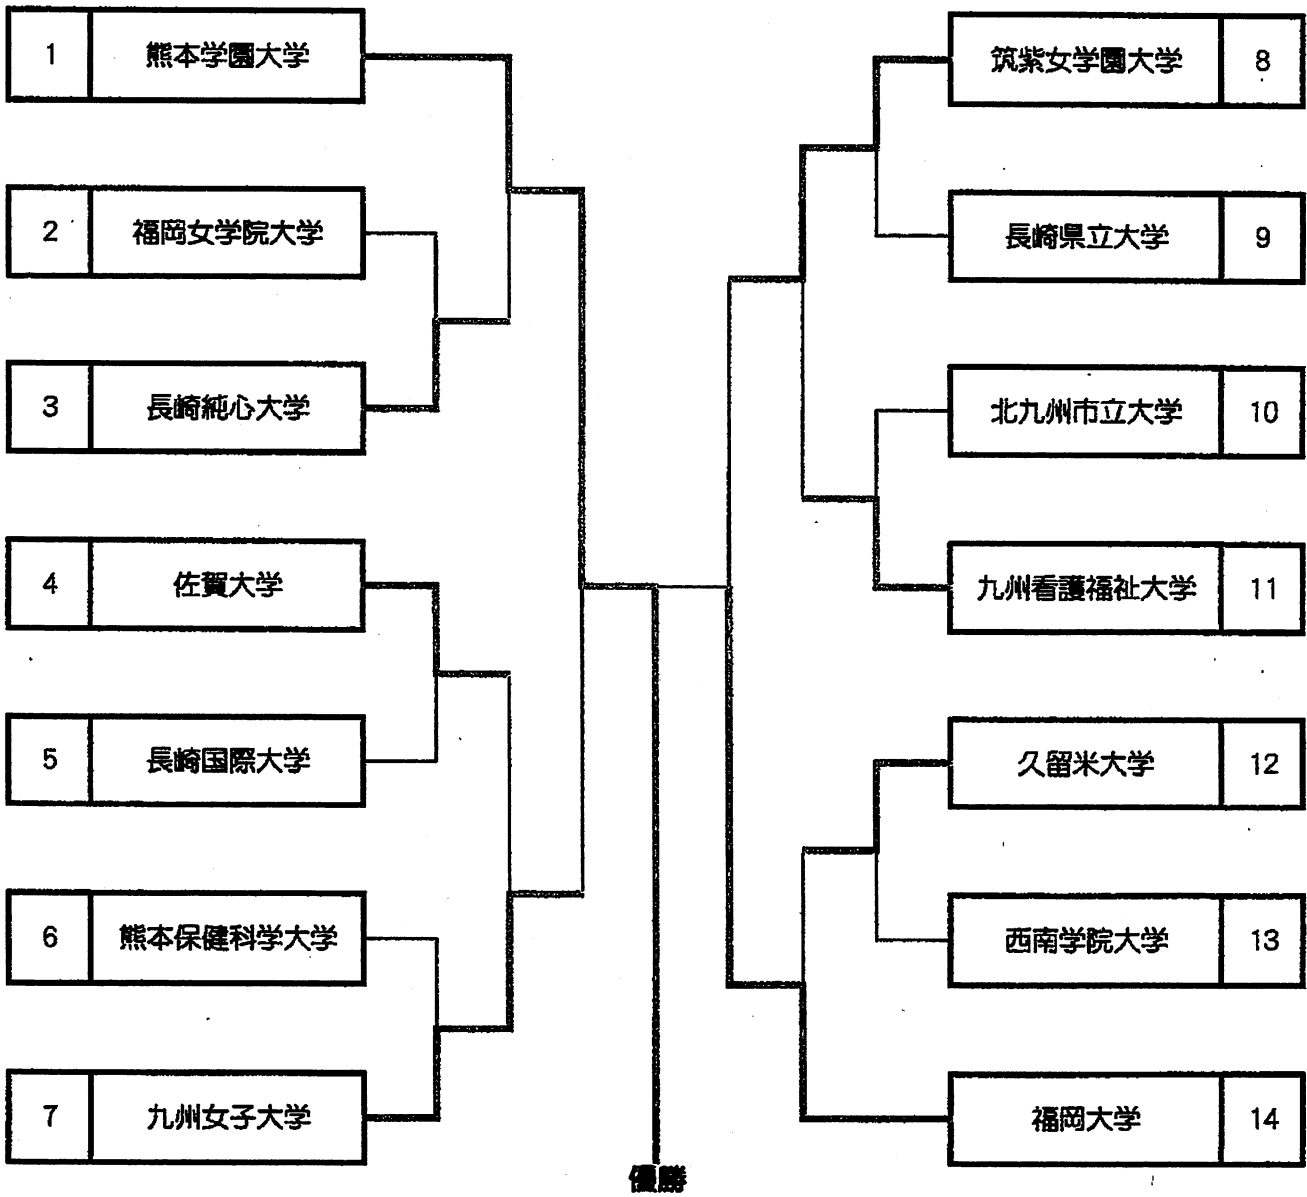 1 熊本学園大学
2 福岡女学院大学
3 長崎純心大学
4 佐賀大学
5 長崎国際大学
6 熊本保健科学大学
7 九州女子大学
筑紫女学園大学 8
長崎県立大学 9
北九州市立大学 10
九州看護福祉大学 11
久留米大学 12
西南学院大学 13
福岡大学 14
優勝